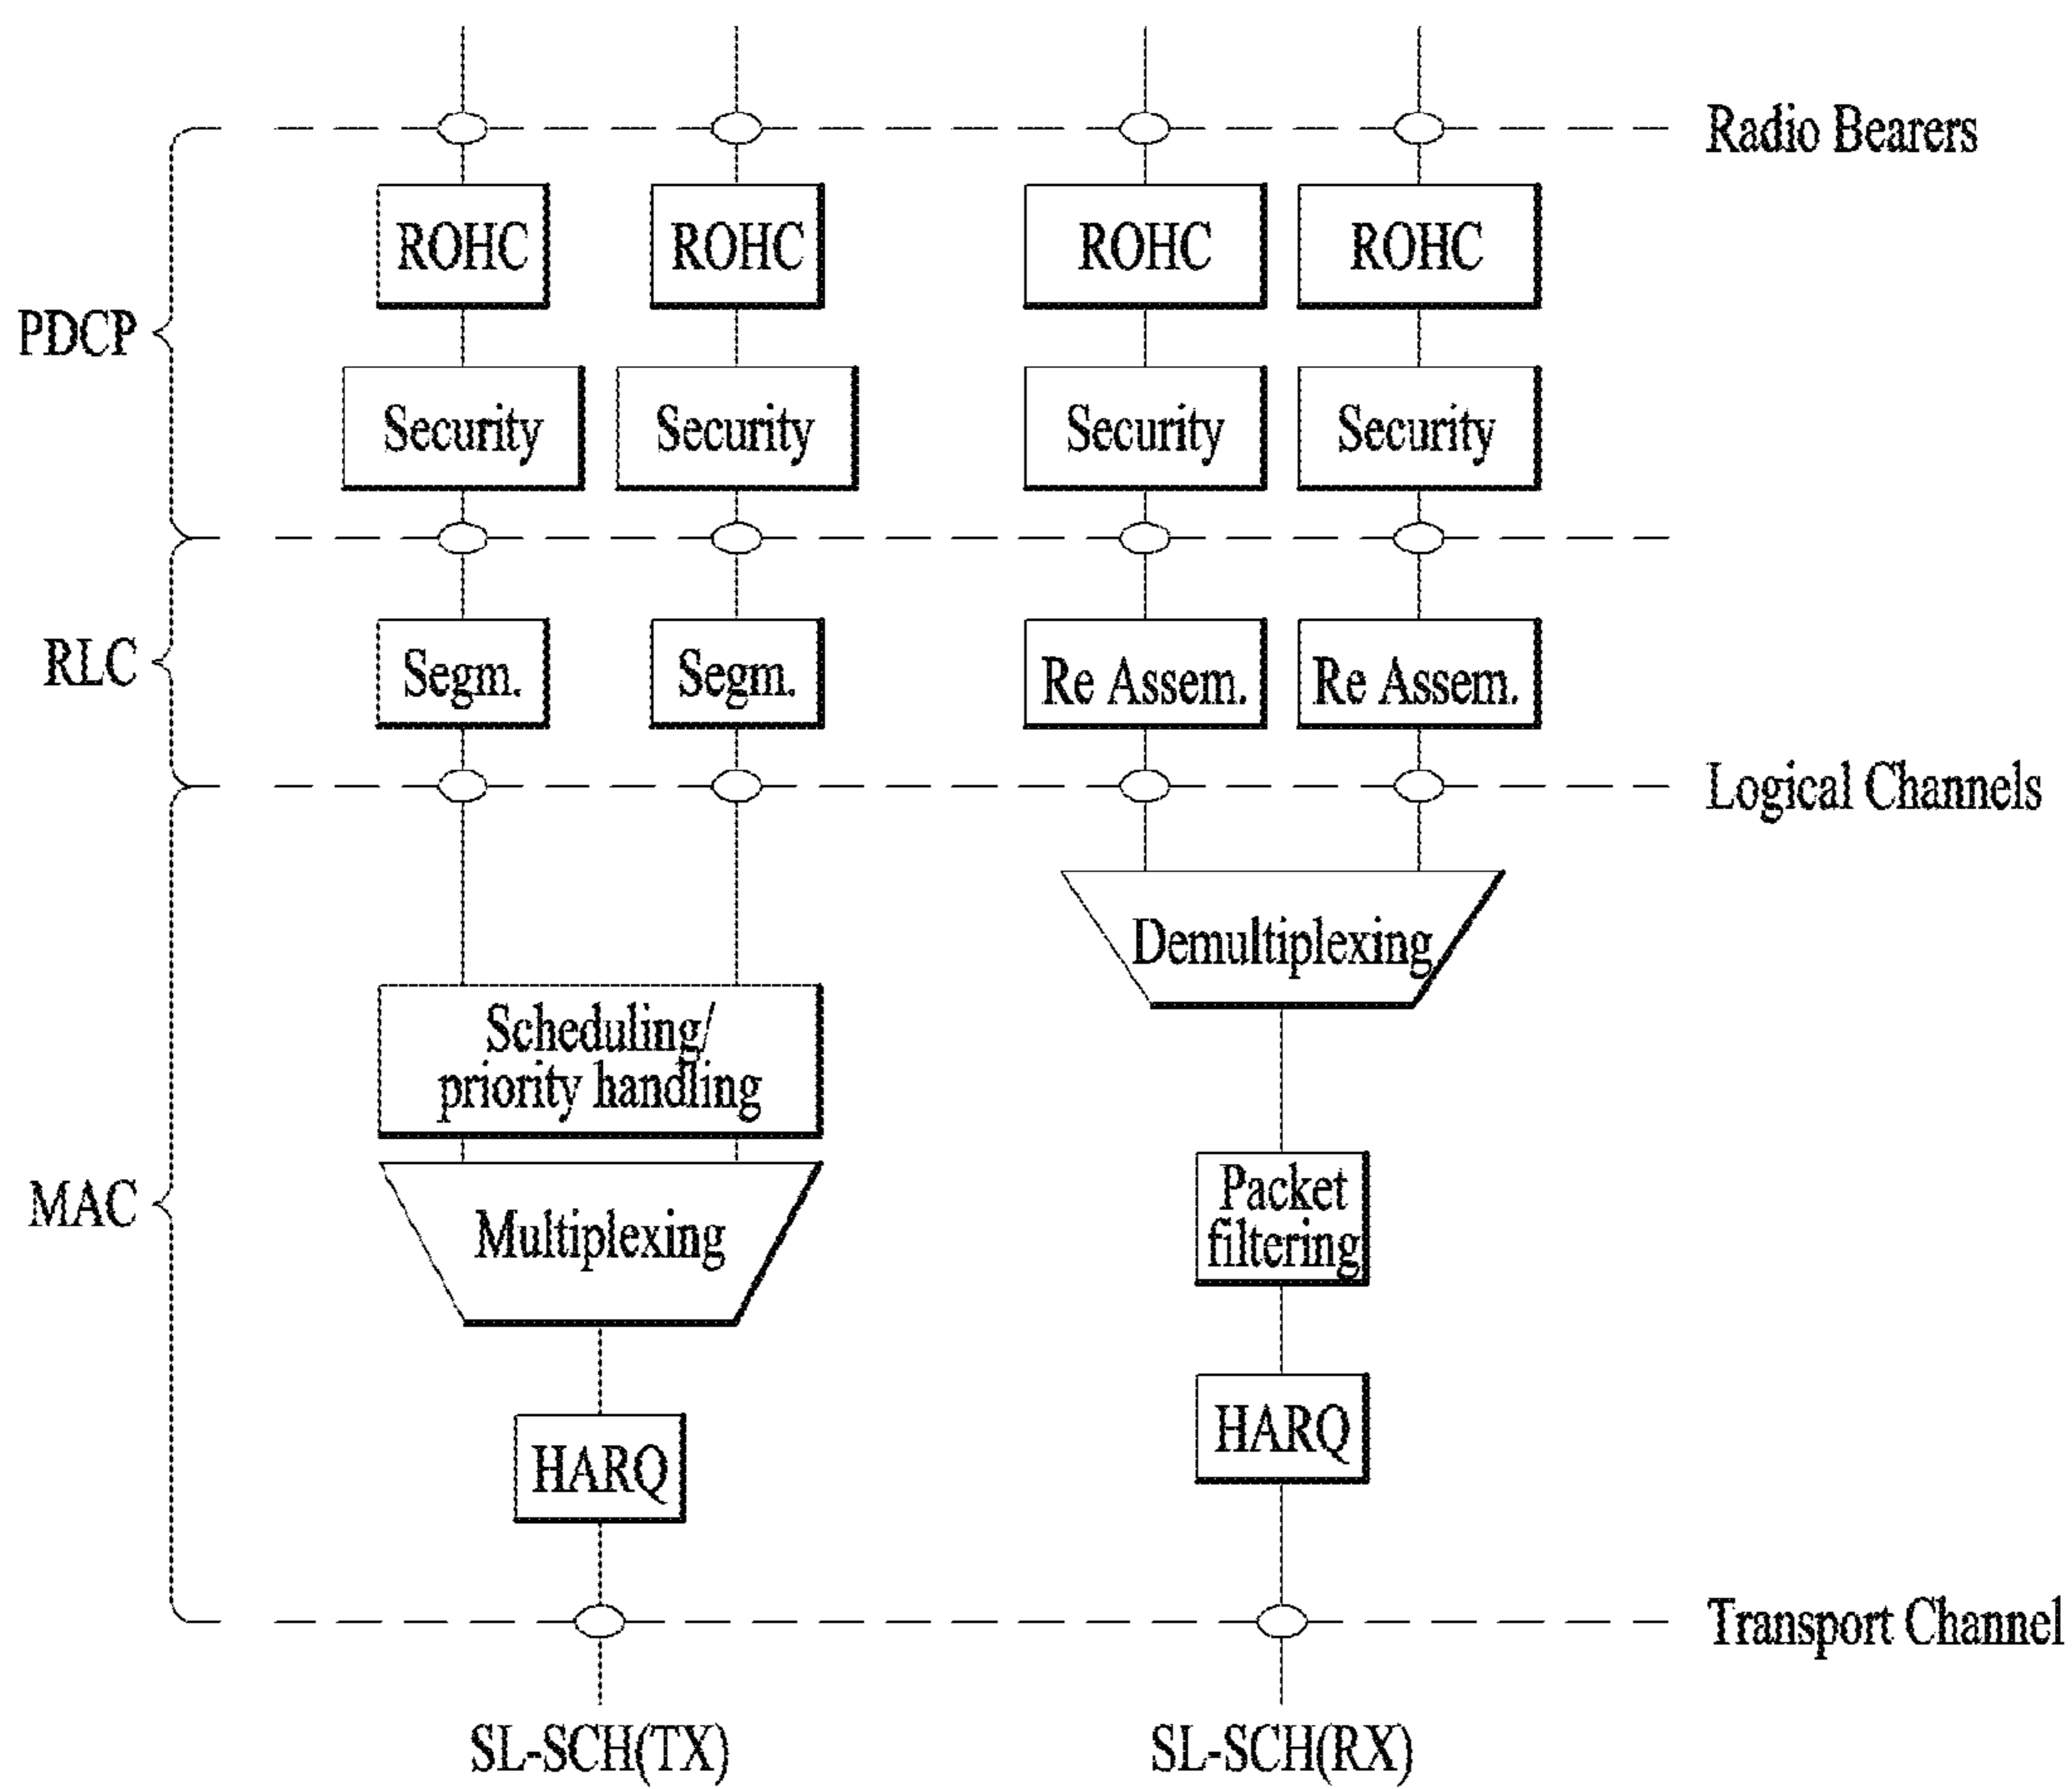 Radio Bearers
ROHC
ROHC
ROHC
ROHC
PDCP
Security
Security
Security
Security
RLC
Segm.
Segm.
Re Assem.
Re Assem.
Logical Channels
Demultiplexing
Scheduling/
priority handling
MAC
Multiplexing
Packet
filtering
HARQ
HARQ
Transport Channel
SL-SCH(TX)
SL-SCH(RX)